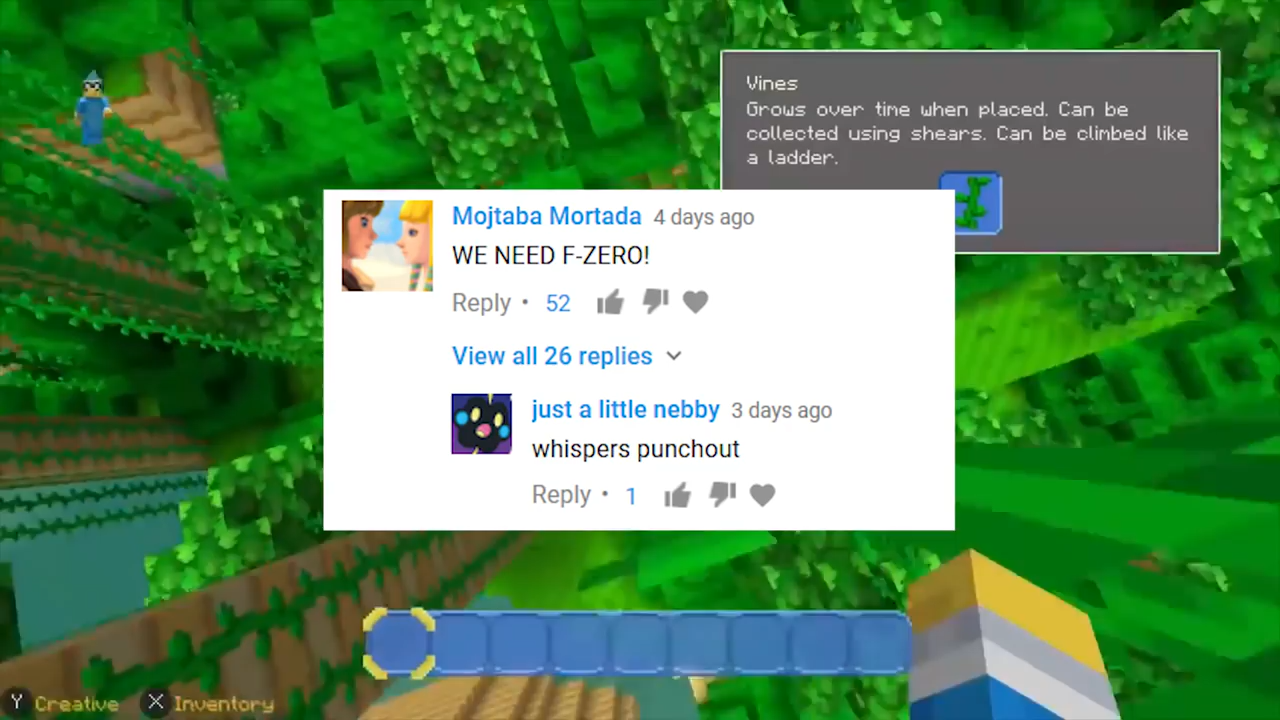 Vines
Grows over time when placed. Can be
collected using shears. Can be climbed like
a ladder.
Mojtaba Mortada 4 days ago
WE NEED F-ZERO!
Reply • 52
View all 26 replies
just a little nebby 3 days ago
whispers punchout
Reply • 1
Y Creative X Inventory